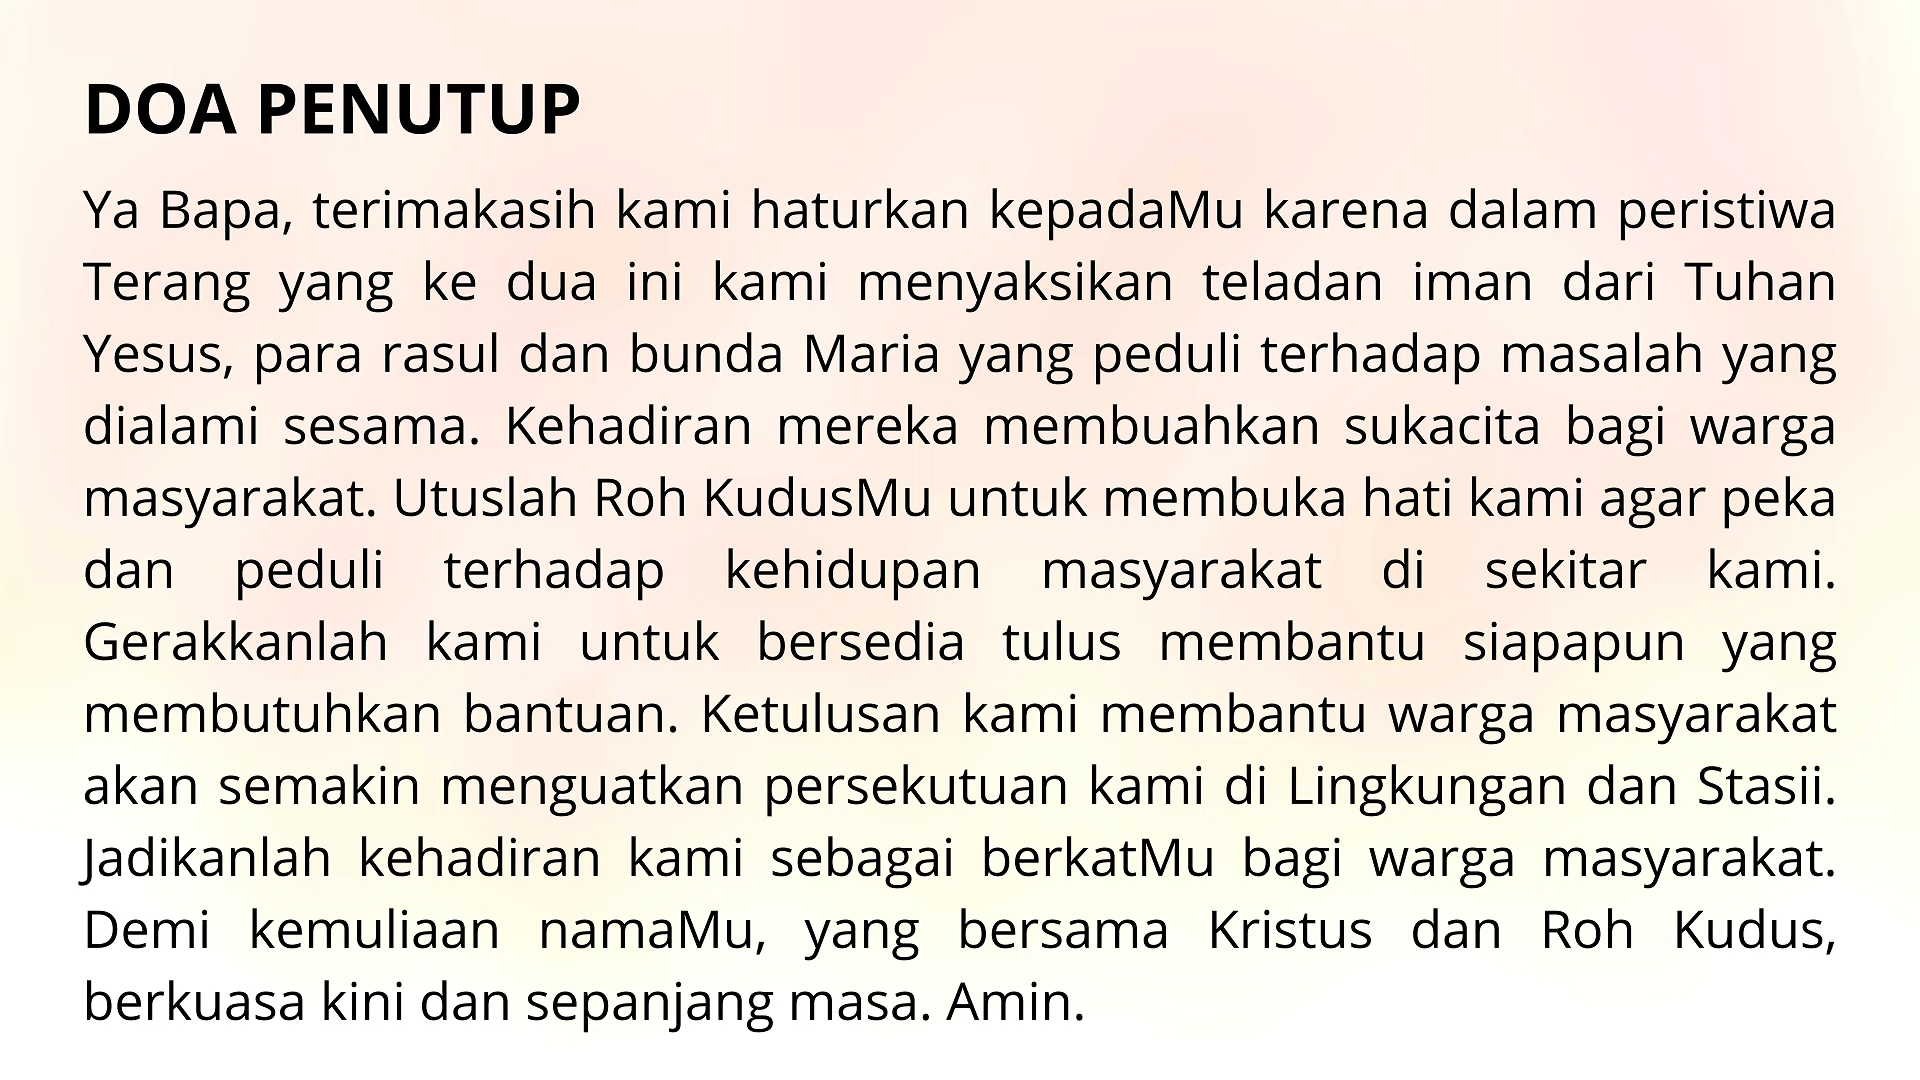 DOA PENUTUP
Ya Bapa, terimakasih kami haturkan kepadaMu karena dalam peristiwa
Terang yang ke dua ini kami menyaksikan teladan iman dari Tuhan
Yesus, para rasul dan bunda Maria yang peduli terhadap masalah yang
dialami sesama. Kehadiran mereka membuahkan sukacita bagi warga
masyarakat. Utuslah Roh KudusMu untuk membuka hati kami agar peka
dan peduli terhadap kehidupan masyarakat di sekitar kami.
Gerakkanlah kami untuk bersedia tulus membantu siapapun yang
membutuhkan bantuan. Ketulusan kami membantu warga masyarakat
akan semakin menguatkan persekutuan kami di Lingkungan dan Stasii.
Jadikanlah kehadiran kami sebagai berkatMu bagi warga masyarakat.
Demi kemuliaan namaMu, yang bersama Kristus dan Roh Kudus,
berkuasa kini dan sepanjang masa. Amin.